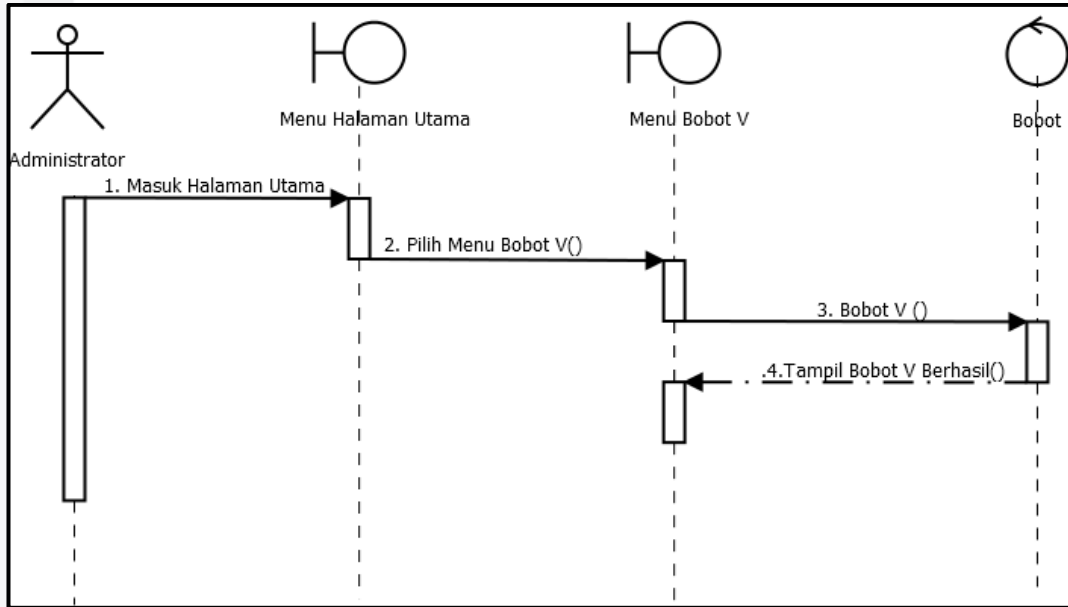 Menu Halaman Utama
Menu Bobot V
Bobot
Administrator
1. Masuk Halaman Utama
2. Pilih Menu Bobot V()
3. Bobot V ()
.4.Tampil Bobot V Berhasil()